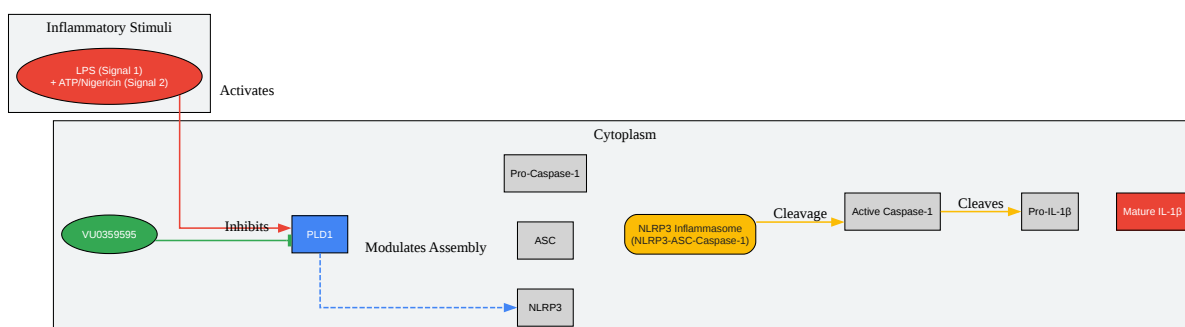 Inflammatory Stimuli
LPS (Signal 1)
+ ATP/Nigericin (Signal 2)
Activates
Cytoplasm
Pro-Caspase-1
VU0359595
Inhibits
PLD1
Modulates Assembly
ASC
NLRP3
NLRP3 Inflammasome
(NLRP3-ASC-Caspase-1)
Cleavage
Active Caspase-1
Cleaves
Pro-IL-1β
Mature IL-1β